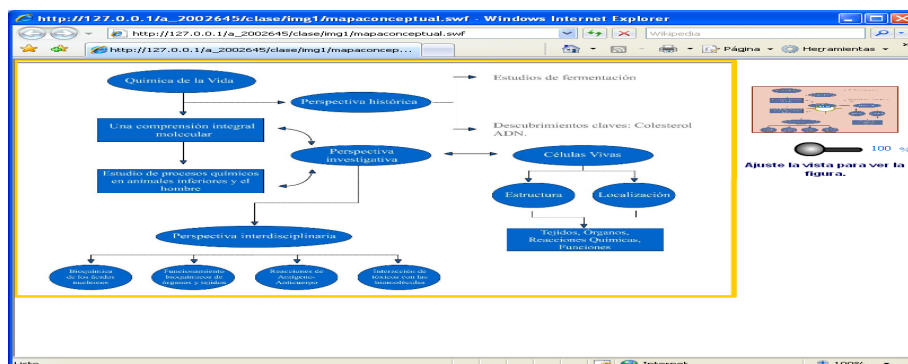 http://127.0.0.1/a_2002645/clase/img1/mapaconceptual.swf - Windows Internet Explorer
http://127.0.0.1/a_2002645/clase/img1/mapaconceptual.swf
Wikipedia
http://127.0.0.1/a_2002645/clase/img1/mapaconcep...
Página
Herramientas
Química de la Vida
Estudios de fermentación
Perspectiva histórica
Una comprensión integral
molecular
Descubrimientos claves: Colesterol
ADN.
Perspectiva
investigativa
Células Vivas
Estudio de procesos químicos
en animales inferiores y el
hombre
Estructura
Localización
Perspectiva interdisciplinaria
Tejidos, Órganos,
Reacciones Químicas,
Funciones
Bioquímica
de los ácidos
nucleicos
Funcionamiento
bioquímicos de
órganos y tejidos
Reacciones de
Antígeno-
Anticuerpo
Interacción de
tóxicos con las
biomoléculas
100 %
Ajuste la vista para ver la
figura.
Listo
Internet
100%